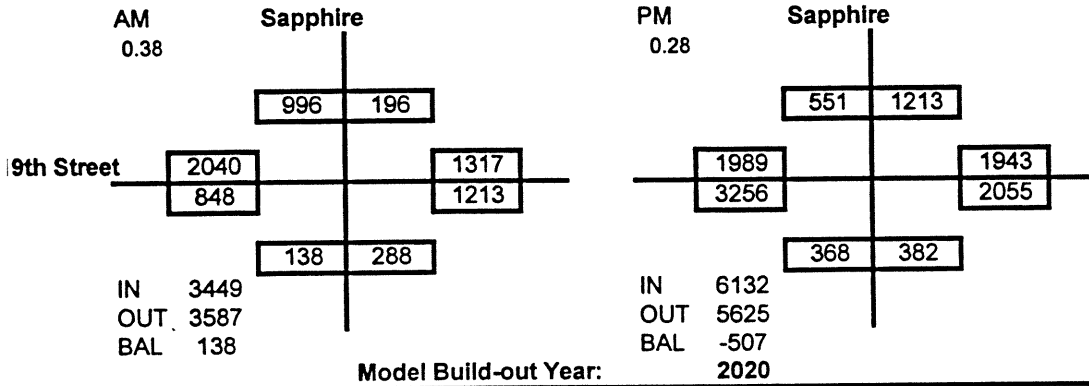 AM Sapphire PM Sapphire
0.38 0.28
996 196 551 1213
9th Street 2040 1317 1989 1943
848 1213 3256 2055
138 288 368 382
IN 3449 IN 6132
OUT 3587 OUT 5625
BAL 138 BAL -507
Model Build-out Year: 2020